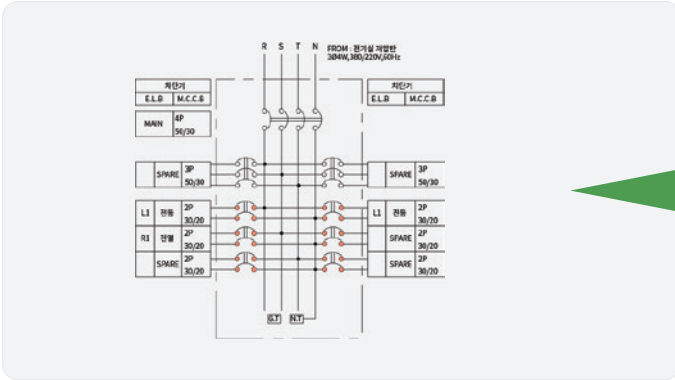 R S T N
FROM : 전기실 저압반
3Ø4W,380/220V,60Hz
차단기
E.L.B M.C.C.B
차단기
E.L.B M.C.C.B
MAIN 4P
50/30
SPARE 3P
50/30
SPARE 3P
50/30
L1 전등 2P
30/20
L1 전등 2P
30/20
R1 전열 2P
30/20
SPARE 2P
30/20
SPARE 2P
30/20
SPARE 2P
30/20
G.T N.T